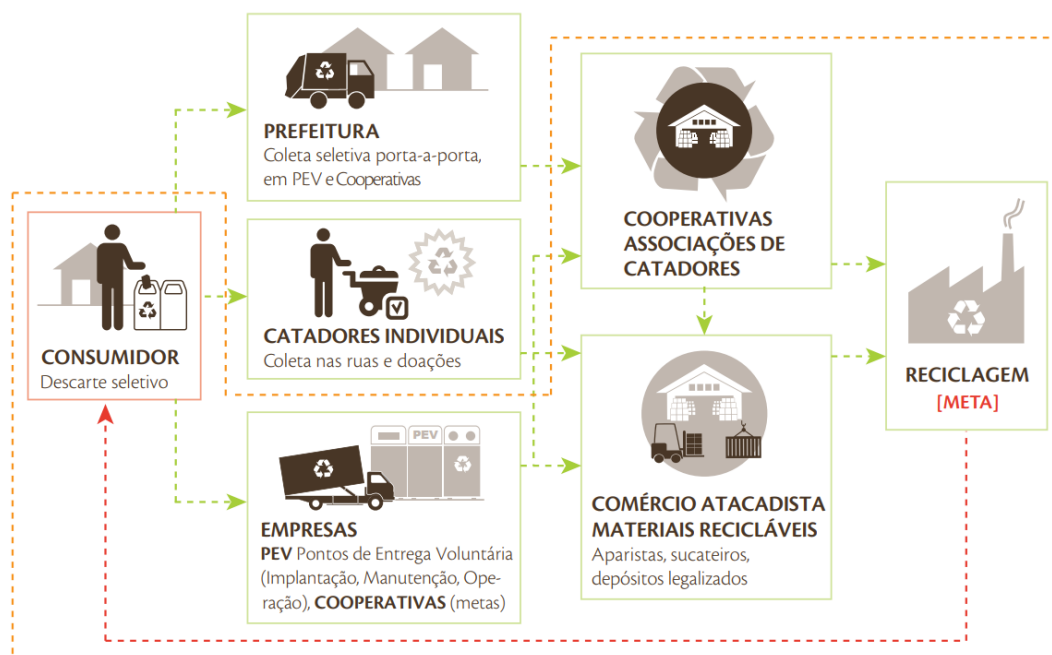 PREFEITURA
Coleta seletiva porta-a-porta,
em PEV e Cooperativas
CONSUMIDOR
Descarte seletivo
CATADORES INDIVIDUAIS
Coleta nas ruas e doações
PEV
EMPRESAS
PEV Pontos de Entrega Voluntária
(Implantação, Manutenção, Ope-
ração), COOPERATIVAS (metas)
COOPERATIVAS
ASSOCIAÇÕES DE
CATADORES
COMÉRCIO ATACADISTA
MATERIAIS RECICLÁVEIS
Aparistas, sucateiros,
depósitos legalizados
RECICLAGEM
[META]